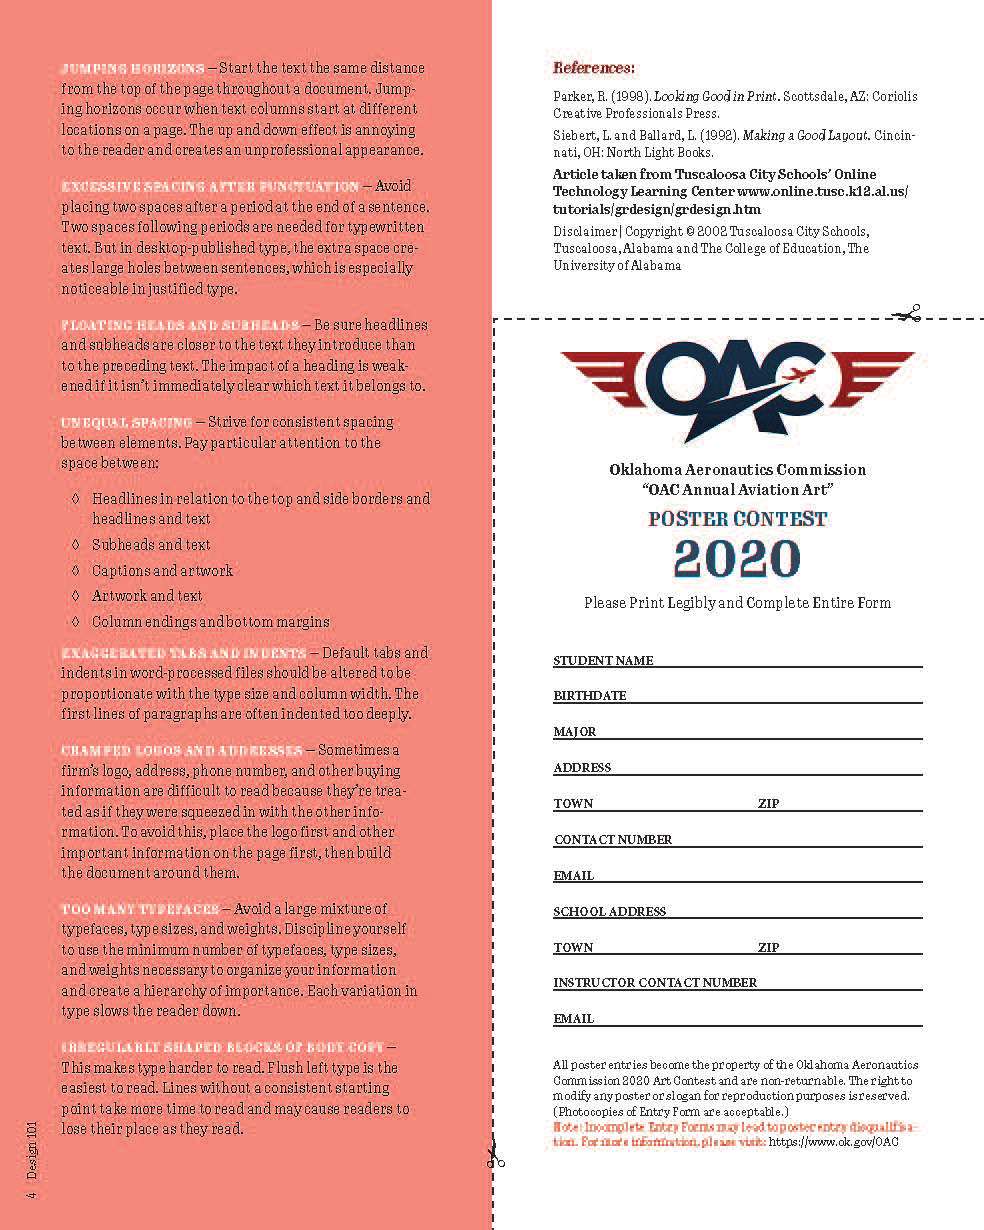 JUMPING HORIZONS — Start the text the same distance
from the top of the page throughout a document. Jump-
ing horizons occur when text columns start at different
locations on a page. The up and down effect is annoying
to the reader and creates an unprofessional appearance.
EXCESSIVE SPACING AFTER PUNCTUATION — Avoid
placing two spaces after a period at the end of a sentence.
Two spaces following periods are needed for typewritten
text. But in desktop-published type, the extra space cre-
ates large holes between sentences, which is especially
noticeable in justified type.
FLOATING HEADS AND SUBHEADS — Be sure headlines
and subheads are closer to the text they introduce than
to the preceding text. The impact of a heading is weak-
ened if it isn't immediately clear which text it belongs to.
UNEQUAL SPACING — Strive for consistent spacing
between elements. Pay particular attention to the
space between:
◊ Headlines in relation to the top and side borders and
headlines and text
◊ Subheads and text
◊ Captions and artwork
◊ Artwork and text
◊ Column endings and bottom margins
EXAGGERATED TABS AND INDENTS — Default tabs and
indents in word-processed files should be altered to be
proportionate with the type size and column width. The
first lines of paragraphs are often indented too deeply.
CRAMPED LOGOS AND ADDRESSES — Sometimes a
firm's logo, address, phone number, and other buying
information are difficult to read because they're trea-
ted as if they were squeezed in with the other info-
rmation. To avoid this, place the logo first and other
important information on the page first, then build
the document around them.
TOO MANY TYPEFACES — Avoid a large mixture of
typefaces, type sizes, and weights. Discipline yourself
to use the minimum number of typefaces, type sizes,
and weights necessary to organize your information
and create a hierarchy of importance. Each variation in
type slows the reader down.
IRREGULARLY SHAPED BLOCKS OF BODY COPY —
This makes type harder to read. Flush left type is the
easiest to read. Lines without a consistent starting
point take more time to read and may cause readers to
lose their place as they read.
4 Design 101
References:
Parker, R. (1998). Looking Good in Print. Scottsdale, AZ: Coriolis
Creative Professionals Press.
Siebert, L. and Ballard, L. (1992). Making a Good Layout. Cincin-
nati, OH: North Light Books.
Article taken from Tuscaloosa City Schools' Online
Technology Learning Center www.online.tusc.k12.al.us/
tutorials/grdesign/grdesign.htm
Disclaimer | Copyright © 2002 Tuscaloosa City Schools,
Tuscaloosa, Alabama and The College of Education, The
University of Alabama
OAC
Oklahoma Aeronautics Commission
“OAC Annual Aviation Art”
POSTER CONTEST
2020
Please Print Legibly and Complete Entire Form
STUDENT NAME
BIRTHDATE
MAJOR
ADDRESS
TOWN ZIP
CONTACT NUMBER
EMAIL
SCHOOL ADDRESS
TOWN ZIP
INSTRUCTOR CONTACT NUMBER
EMAIL
All poster entries become the property of the Oklahoma Aeronautics
Commission 2020 Art Contest and are non-returnable. The right to
modify any poster or slogan for reproduction purposes is reserved.
(Photocopies of Entry Form are acceptable.)
Note: Incomplete Entry Forms may lead to poster entry disqualifica-
tion. For more information, please visit: https://www.ok.gov/OAC